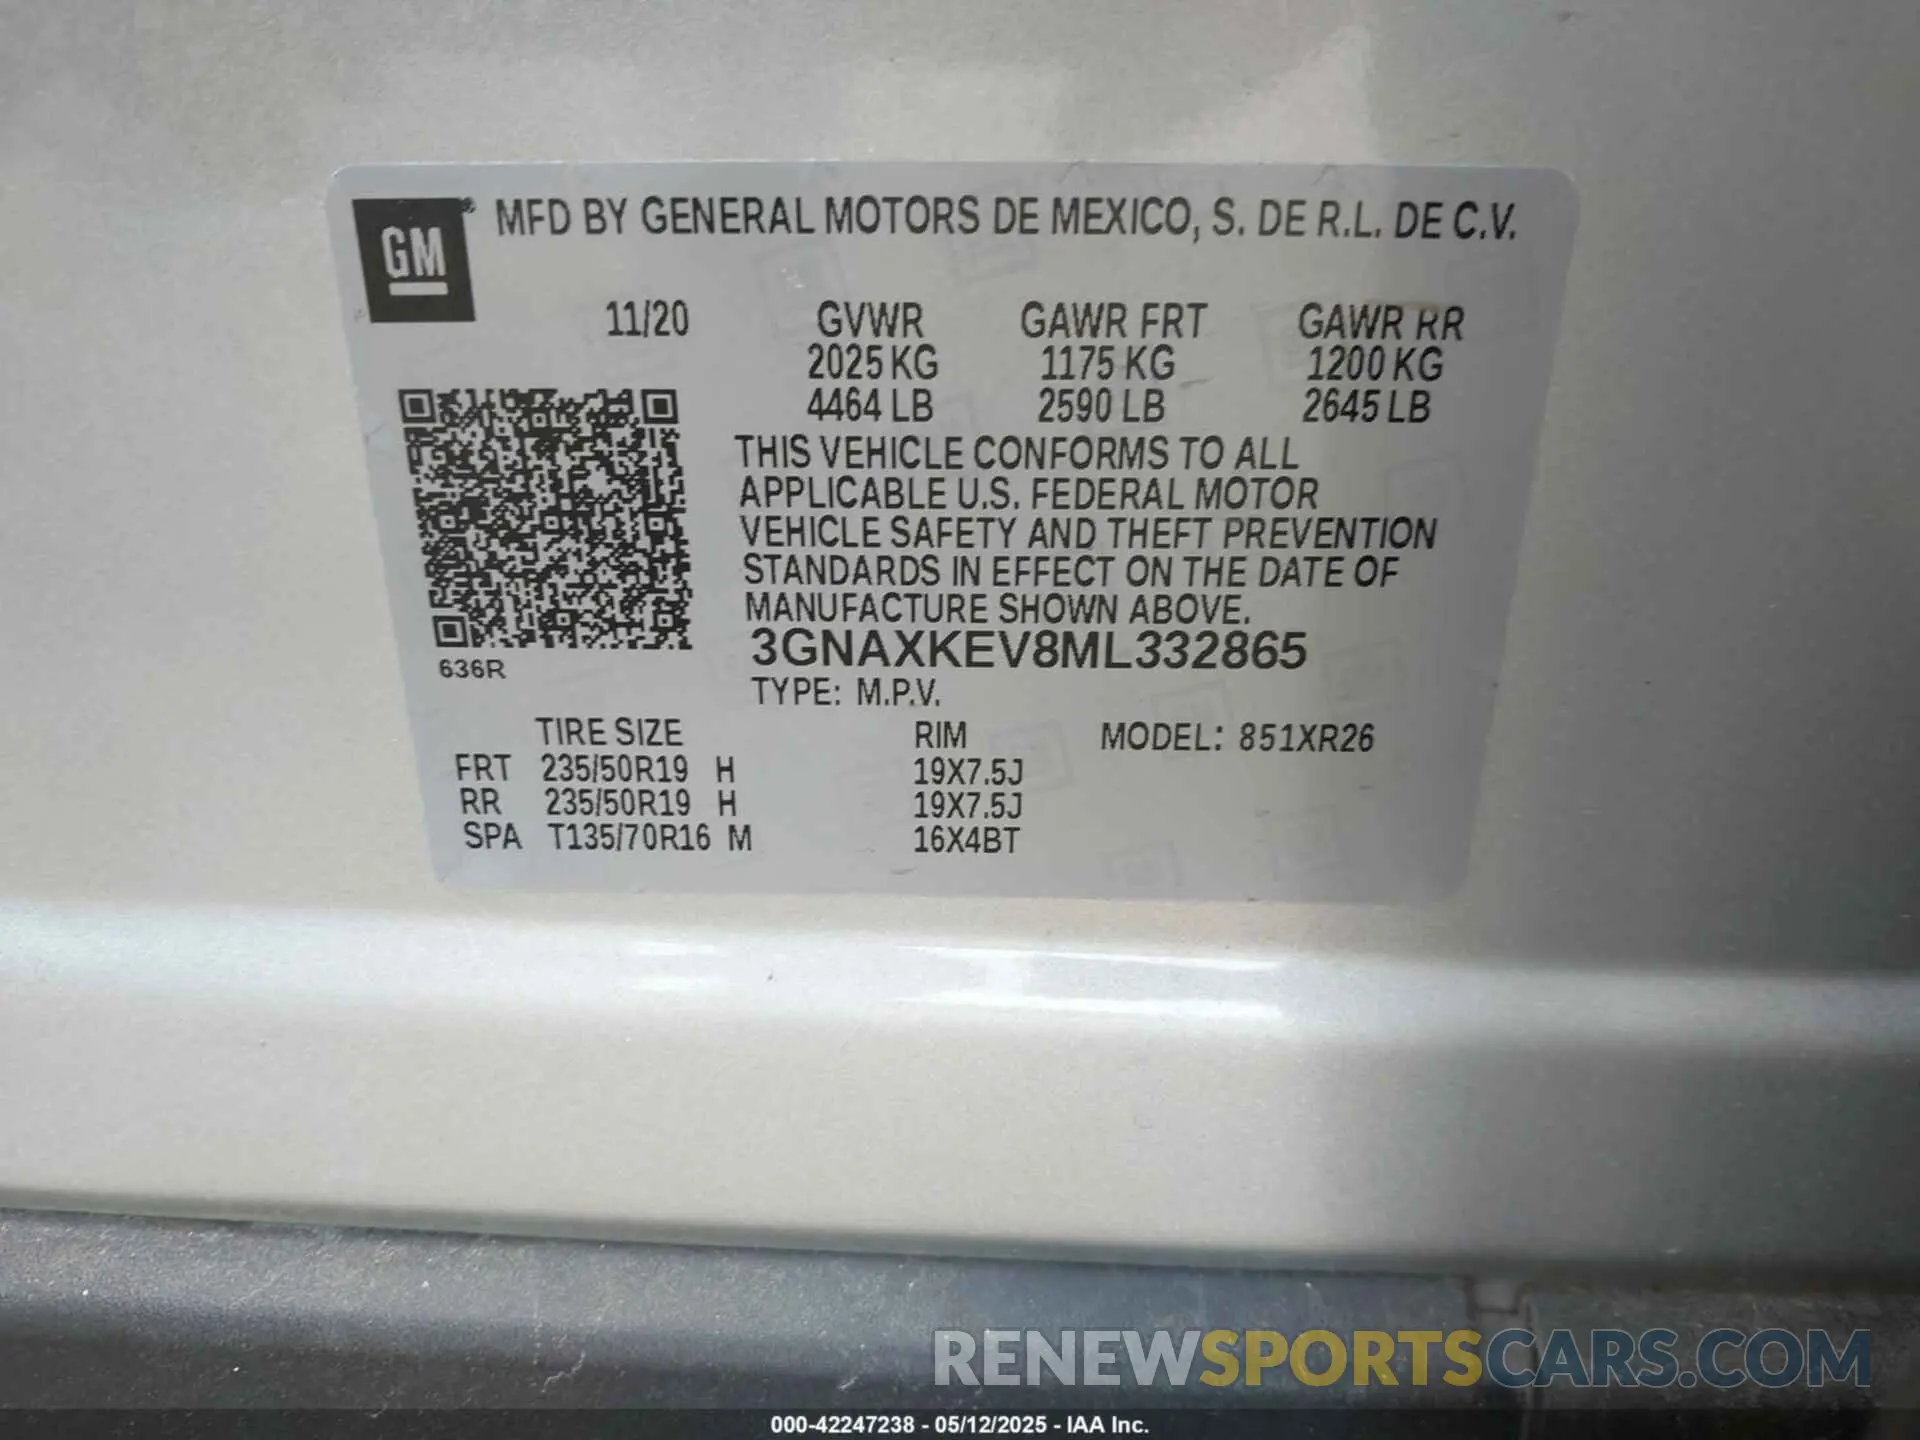 GM ® MFD BY GENERAL MOTORS DE MEXICO, S. DE R.L. DE C.V.
11/20 GVWR GAWR FRT GAWR RR
2025 KG 1175 KG 1200 KG
4464 LB 2590 LB 2645 LB
THIS VEHICLE CONFORMS TO ALL
APPLICABLE U.S. FEDERAL MOTOR
VEHICLE SAFETY AND THEFT PREVENTION
STANDARDS IN EFFECT ON THE DATE OF
MANUFACTURE SHOWN ABOVE.
3GNAXKEV8ML332865
636R
TYPE: M.P.V.
TIRE SIZE RIM MODEL: 851XR26
FRT 235/50R19 H 19X7.5J
RR 235/50R19 H 19X7.5J
SPA T135/70R16 M 16X4BT
RENEWSPORTSCARS.COM
000-42247238 - 05/12/2025 - IAA Inc.